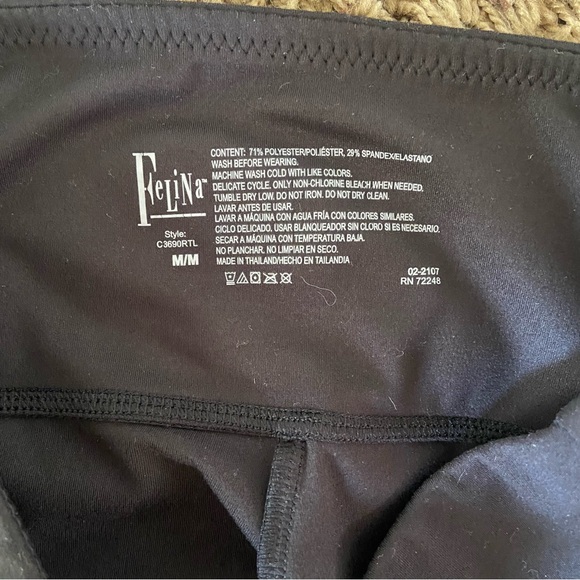 FeLiNa™
Style:
C3690RTL
M/M
CONTENT: 71% POLYESTER/POLIÉSTER, 29% SPANDEX/ELASTANO
WASH BEFORE WEARING.
MACHINE WASH COLD WITH LIKE COLORS.
DELICATE CYCLE. ONLY NON-CHLORINE BLEACH WHEN NEEDED.
TUMBLE DRY LOW. DO NOT IRON. DO NOT DRY CLEAN.
LAVAR ANTES DE USAR.
LAVAR A MÁQUINA CON AGUA FRÍA CON COLORES SIMILARES.
CICLO DELICADO. USAR BLANQUEADOR SIN CLORO SI ES NECESARIO.
SECAR A MÁQUINA CON TEMPERATURA BAJA.
NO PLANCHAR. NO LIMPIAR EN SECO.
MADE IN THAILAND/HECHO EN TAILANDIA
02-2107
RN 72248